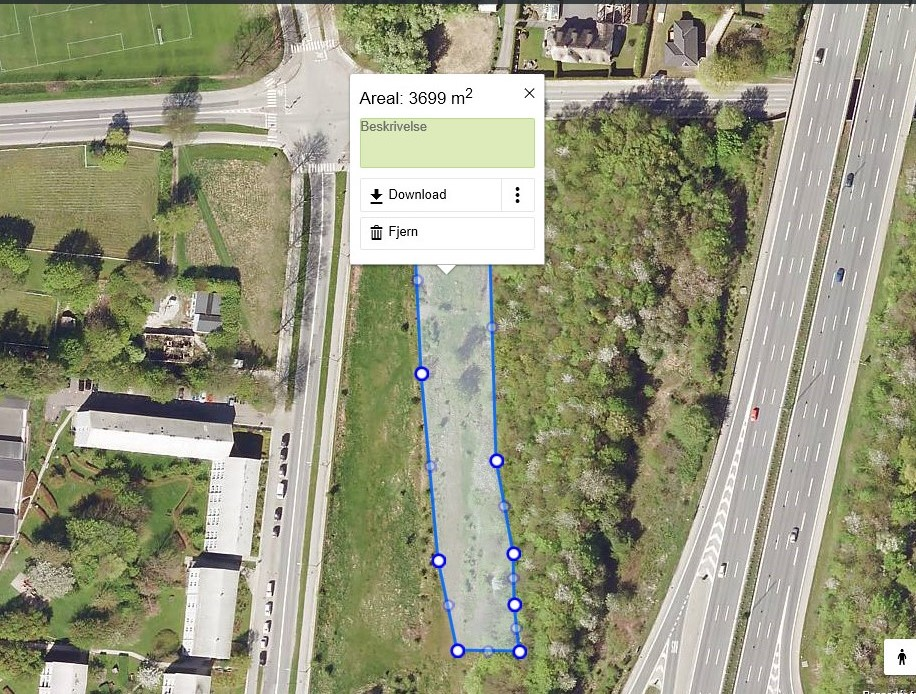 Areal: 3699 m²
Beskrivelse
Download
Fjern